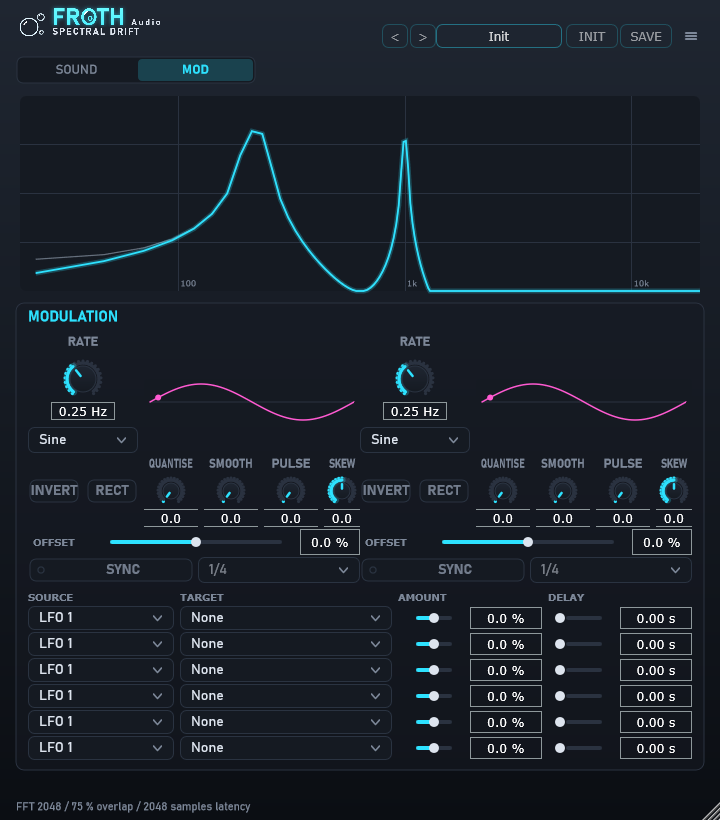 FROTH Audio
SPECTRAL DRIFT
< > Init INIT SAVE
SOUND MOD
100 1k 10k
MODULATION
RATE RATE
0.25 Hz 0.25 Hz
Sine Sine
QUANTISE SMOOTH PULSE SKEW QUANTISE SMOOTH PULSE SKEW
INVERT RECT INVERT RECT
0.0 0.0 0.0 0.0 0.0 0.0 0.0 0.0
OFFSET 0.0 % OFFSET 0.0 %
SYNC 1/4 SYNC 1/4
SOURCE TARGET AMOUNT DELAY
LFO 1 None 0.0 % 0.00 s
LFO 1 None 0.0 % 0.00 s
LFO 1 None 0.0 % 0.00 s
LFO 1 None 0.0 % 0.00 s
LFO 1 None 0.0 % 0.00 s
LFO 1 None 0.0 % 0.00 s
FFT 2048 / 75 % overlap / 2048 samples latency